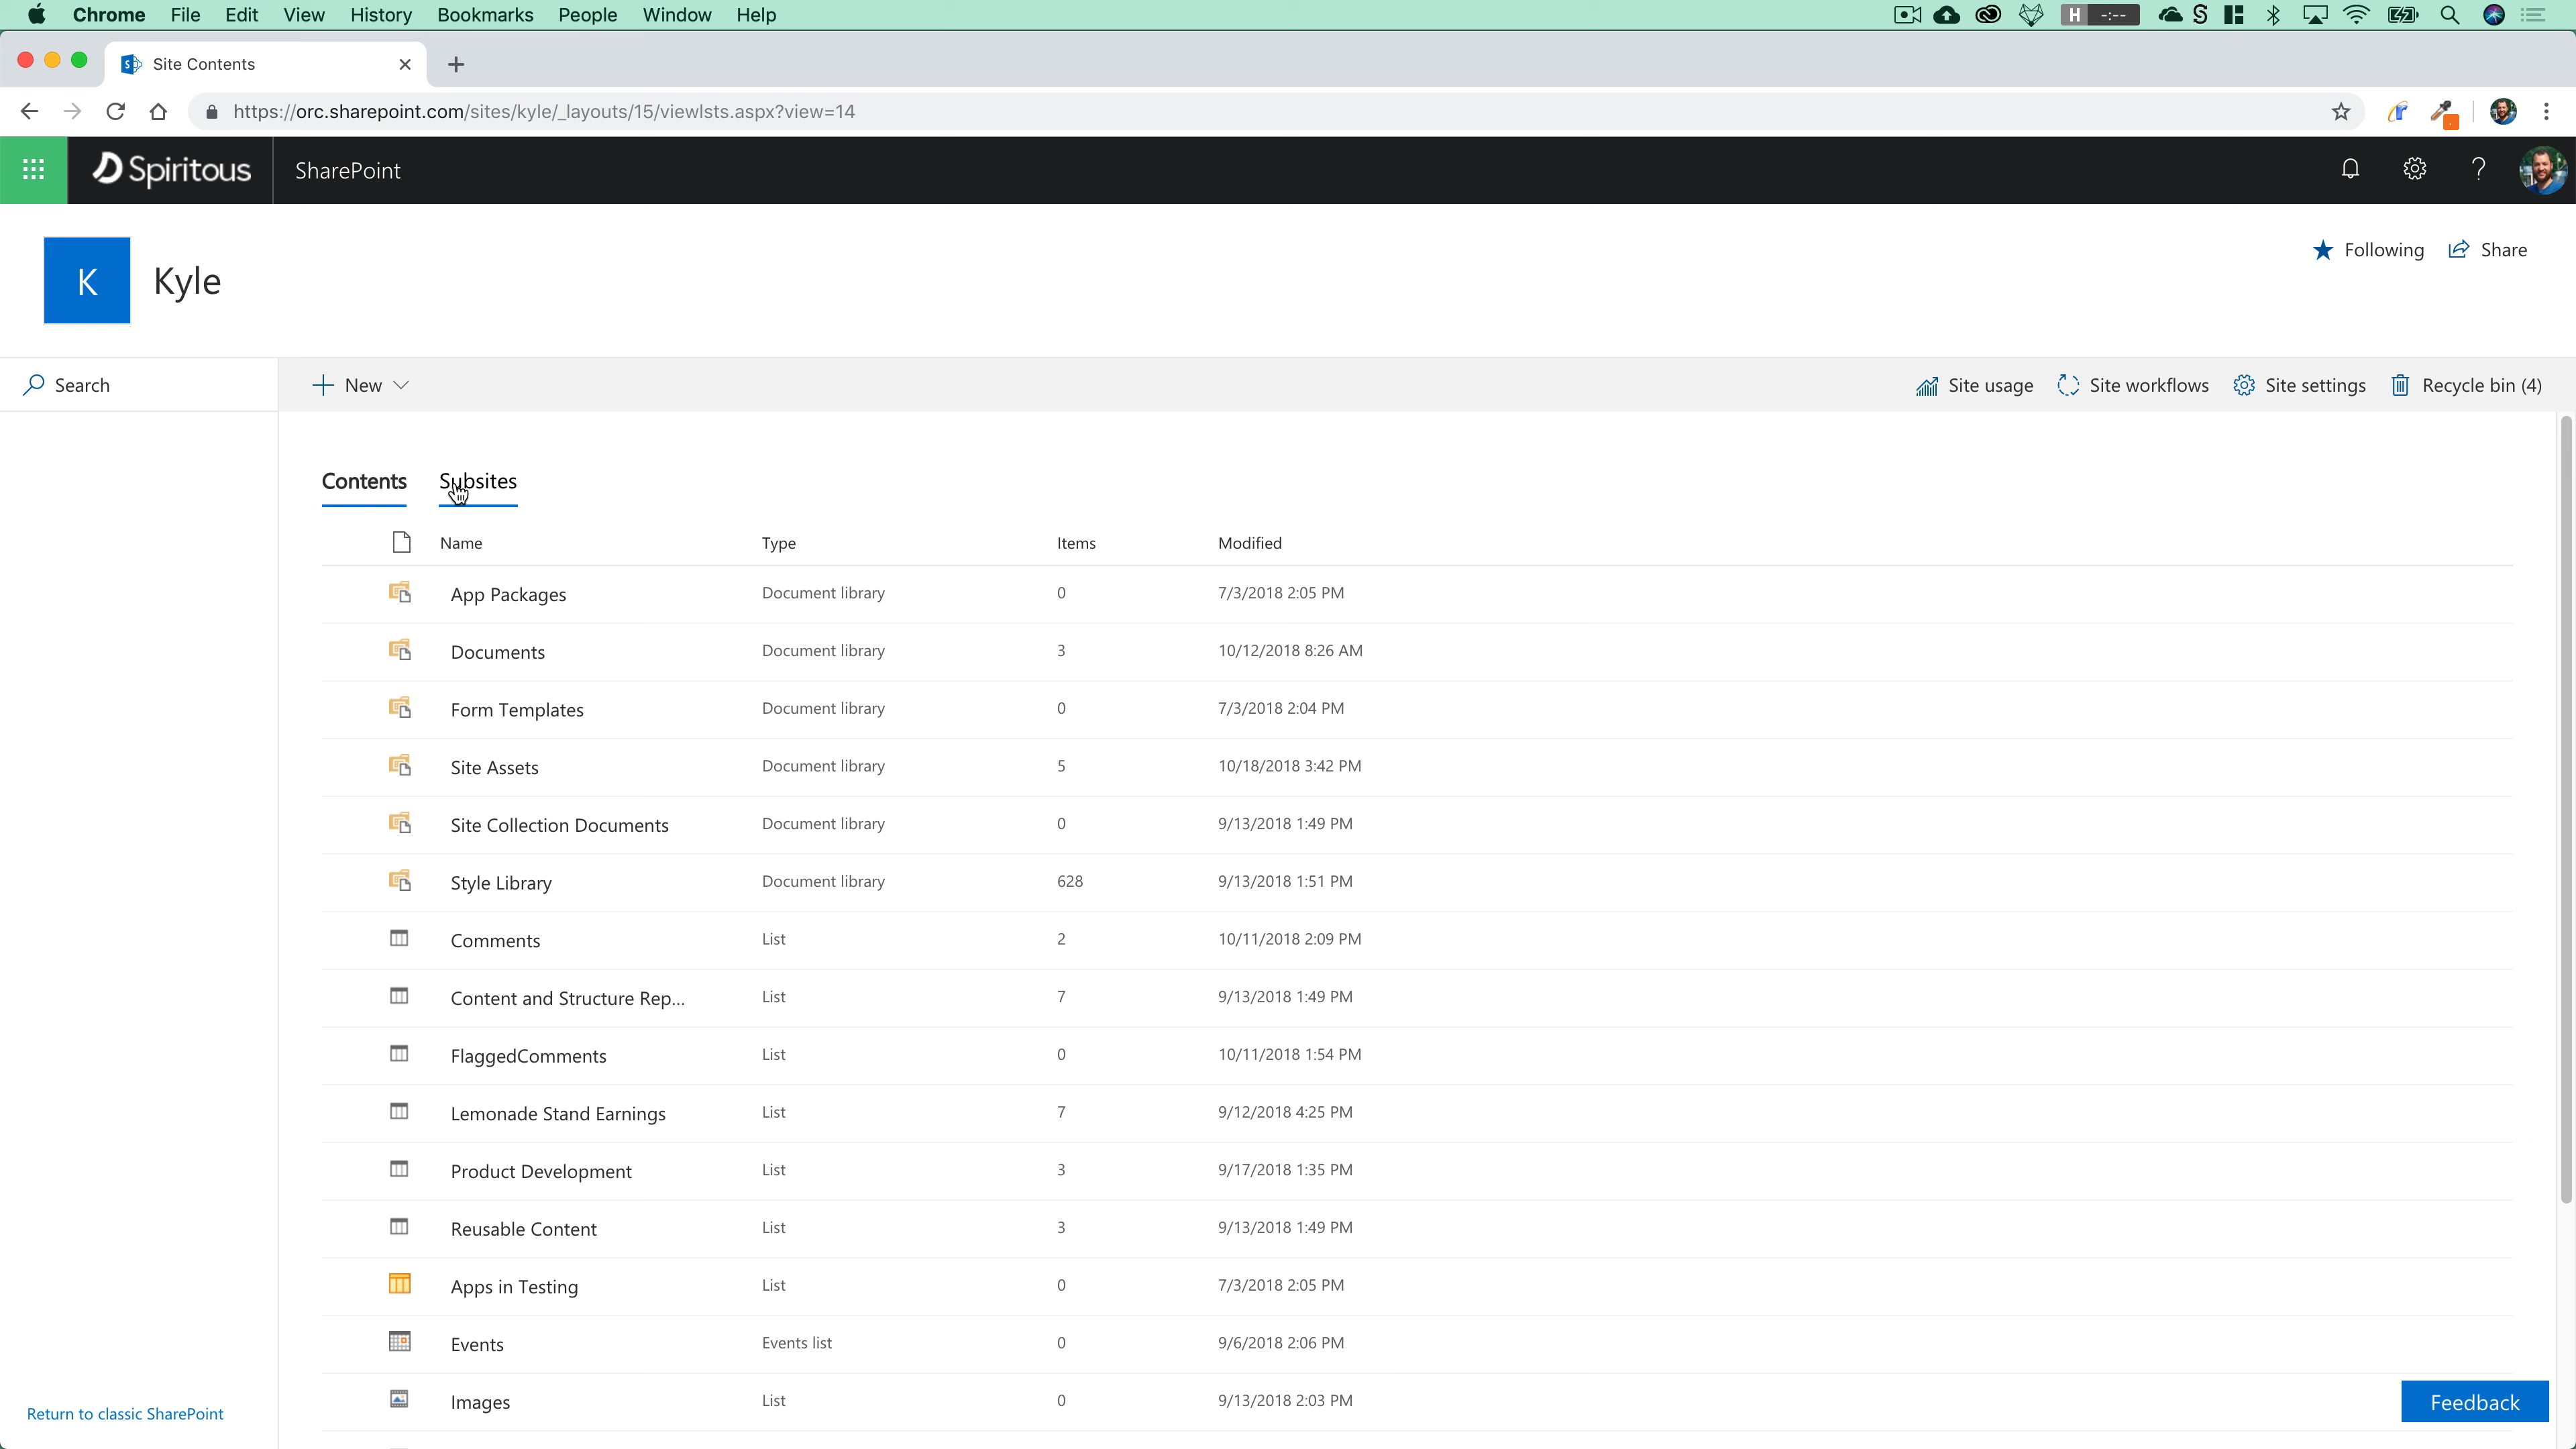 Chrome File Edit View History Bookmarks People Window Help
H -:--
Site Contents
https://orc.sharepoint.com/sites/kyle/_layouts/15/viewlsts.aspx?view=14
Spiritous SharePoint
K Kyle
Following Share
Search New Site usage Site workflows Site settings Recycle bin (4)
Contents Subsites
Name Type Items Modified
App Packages Document library 0 7/3/2018 2:05 PM
Documents Document library 3 10/12/2018 8:26 AM
Form Templates Document library 0 7/3/2018 2:04 PM
Site Assets Document library 5 10/18/2018 3:42 PM
Site Collection Documents Document library 0 9/13/2018 1:49 PM
Style Library Document library 628 9/13/2018 1:51 PM
Comments List 2 10/11/2018 2:09 PM
Content and Structure Rep... List 7 9/13/2018 1:49 PM
FlaggedComments List 0 10/11/2018 1:54 PM
Lemonade Stand Earnings List 7 9/12/2018 4:25 PM
Product Development List 3 9/17/2018 1:35 PM
Reusable Content List 3 9/13/2018 1:49 PM
Apps in Testing List 0 7/3/2018 2:05 PM
Events Events list 0 9/6/2018 2:06 PM
Images List 0 9/13/2018 2:03 PM
Return to classic SharePoint
Feedback